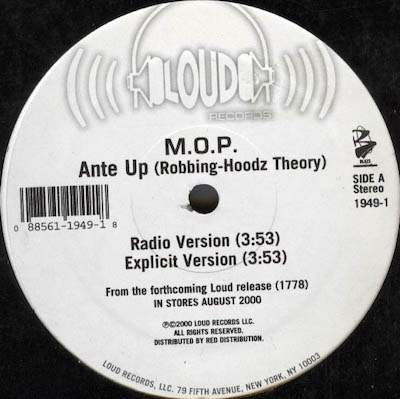 LOUD
RECORDS
M.O.P.
Ante Up (Robbing-Hoodz Theory)
SIDE A
Stereo
1949-1
0 88561-1949-1 8
Radio Version (3:53)
Explicit Version (3:53)
From the forthcoming Loud release (1778)
IN STORES AUGUST 2000
℗©2000 LOUD RECORDS LLC.
ALL RIGHTS RESERVED.
DISTRIBUTED BY RED DISTRIBUTION.
LOUD RECORDS, LLC. 79 FIFTH AVENUE, NEW YORK, NY 10003